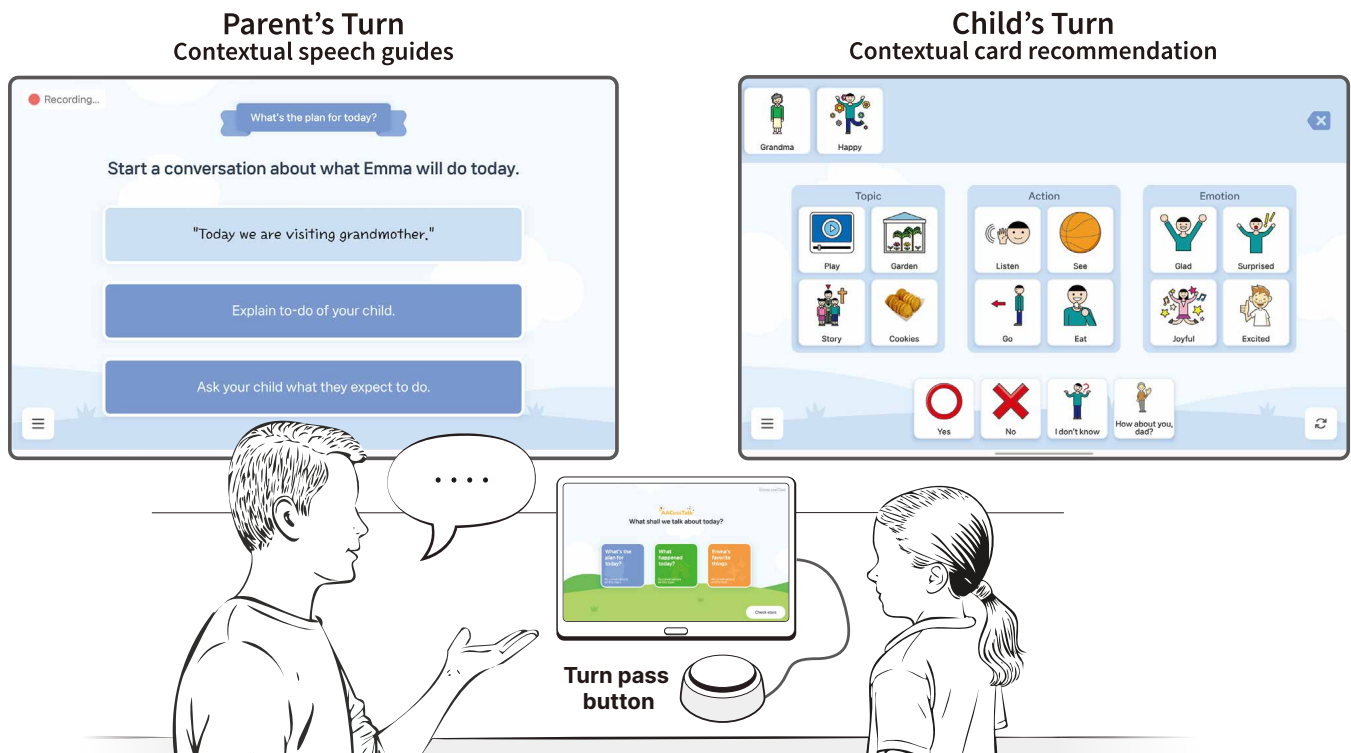 Parent's Turn
Contextual speech guides
Recording...
What's the plan for today?
Start a conversation about what Emma will do today.
"Today we are visiting grandmother."
Explain to-do of your child.
Ask your child what they expect to do.
Child's Turn
Contextual card recommendation
Grandma
Happy
Topic
Action
Emotion
Play
Garden
Listen
See
Glad
Surprised
Story
Cookies
Go
Eat
Joyful
Excited
Yes
No
I don't know
How about you,
dad?
AAcessTalk
What shall we talk about today?
What's the
plan for
today?
What
happened
today?
Emma's
favorite
things
Check stars
Turn pass
button